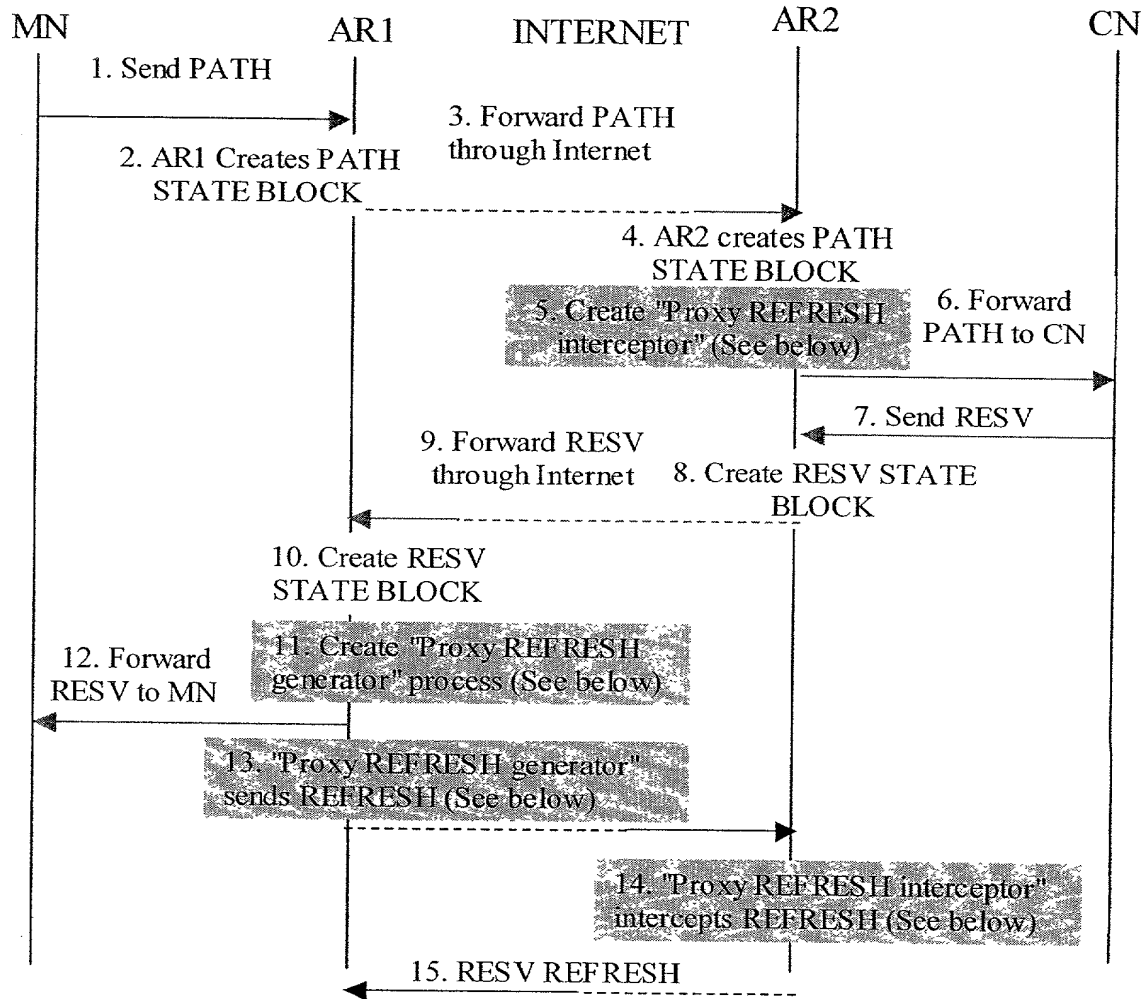 MN AR1 INTERNET AR2 CN
1. Send PATH
3. Forward PATH
through Internet
2. AR1 Creates PATH
STATE BLOCK
4. AR2 creates PATH
STATE BLOCK
5. Create "Proxy REFRESH
interceptor" (See below)
6. Forward
PATH to CN
7. Send RESV
9. Forward RESV
through Internet
8. Create RESV STATE
BLOCK
10. Create RESV
STATE BLOCK
11. Create "Proxy REFRESH
generator" process (See below)
12. Forward
RESV to MN
13. "Proxy REFRESH generator"
sends REFRESH (See below)
14. "Proxy REFRESH interceptor"
intercepts REFRESH (See below)
15. RESV REFRESH